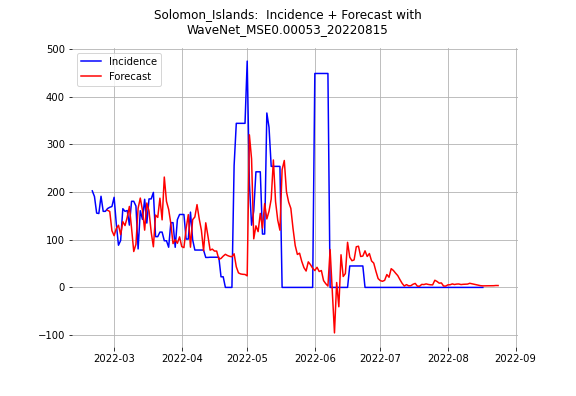 Solomon_Islands:  Incidence + Forecast with
WaveNet_MSE0.00053_20220815
500
400
300
200
100
0
−100
Incidence
Forecast
2022-03 2022-04 2022-05 2022-06 2022-07 2022-08 2022-09